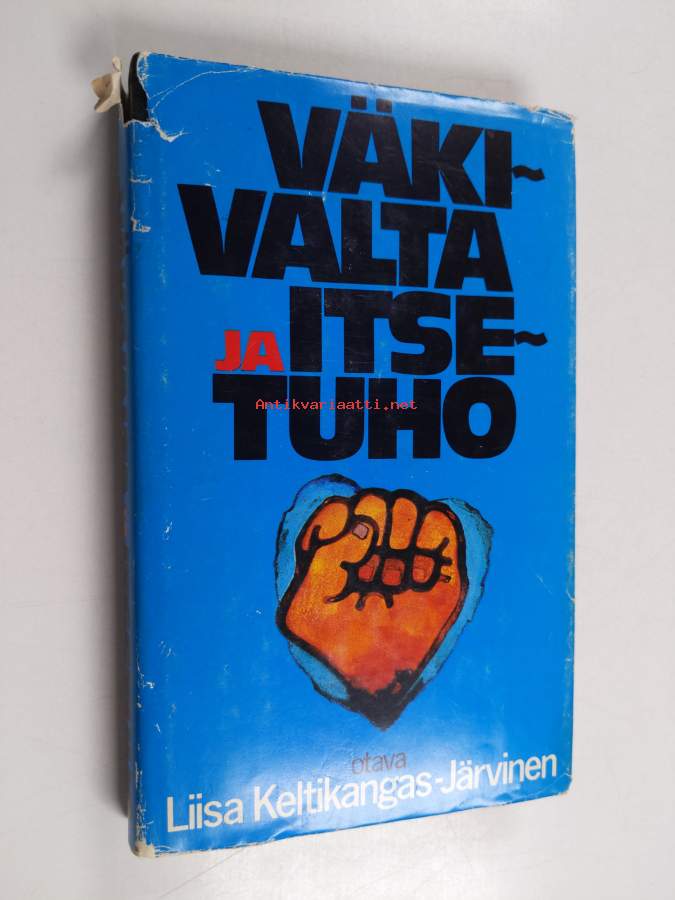 VÄKI-
VALTA
JA ITSE-
TUHO
Antikvariaatti.net
otava
Liisa Keltikangas-Järvinen